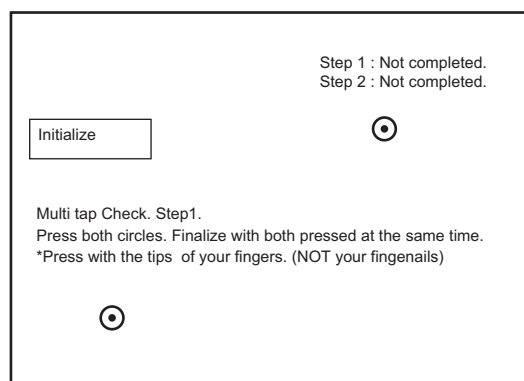 Step 1 : Not completed.
Step 2 : Not completed.
Initialize
Multi tap Check. Step1.
Press both circles. Finalize with both pressed at the same time.
*Press with the tips of your fingers. (NOT your fingenails)